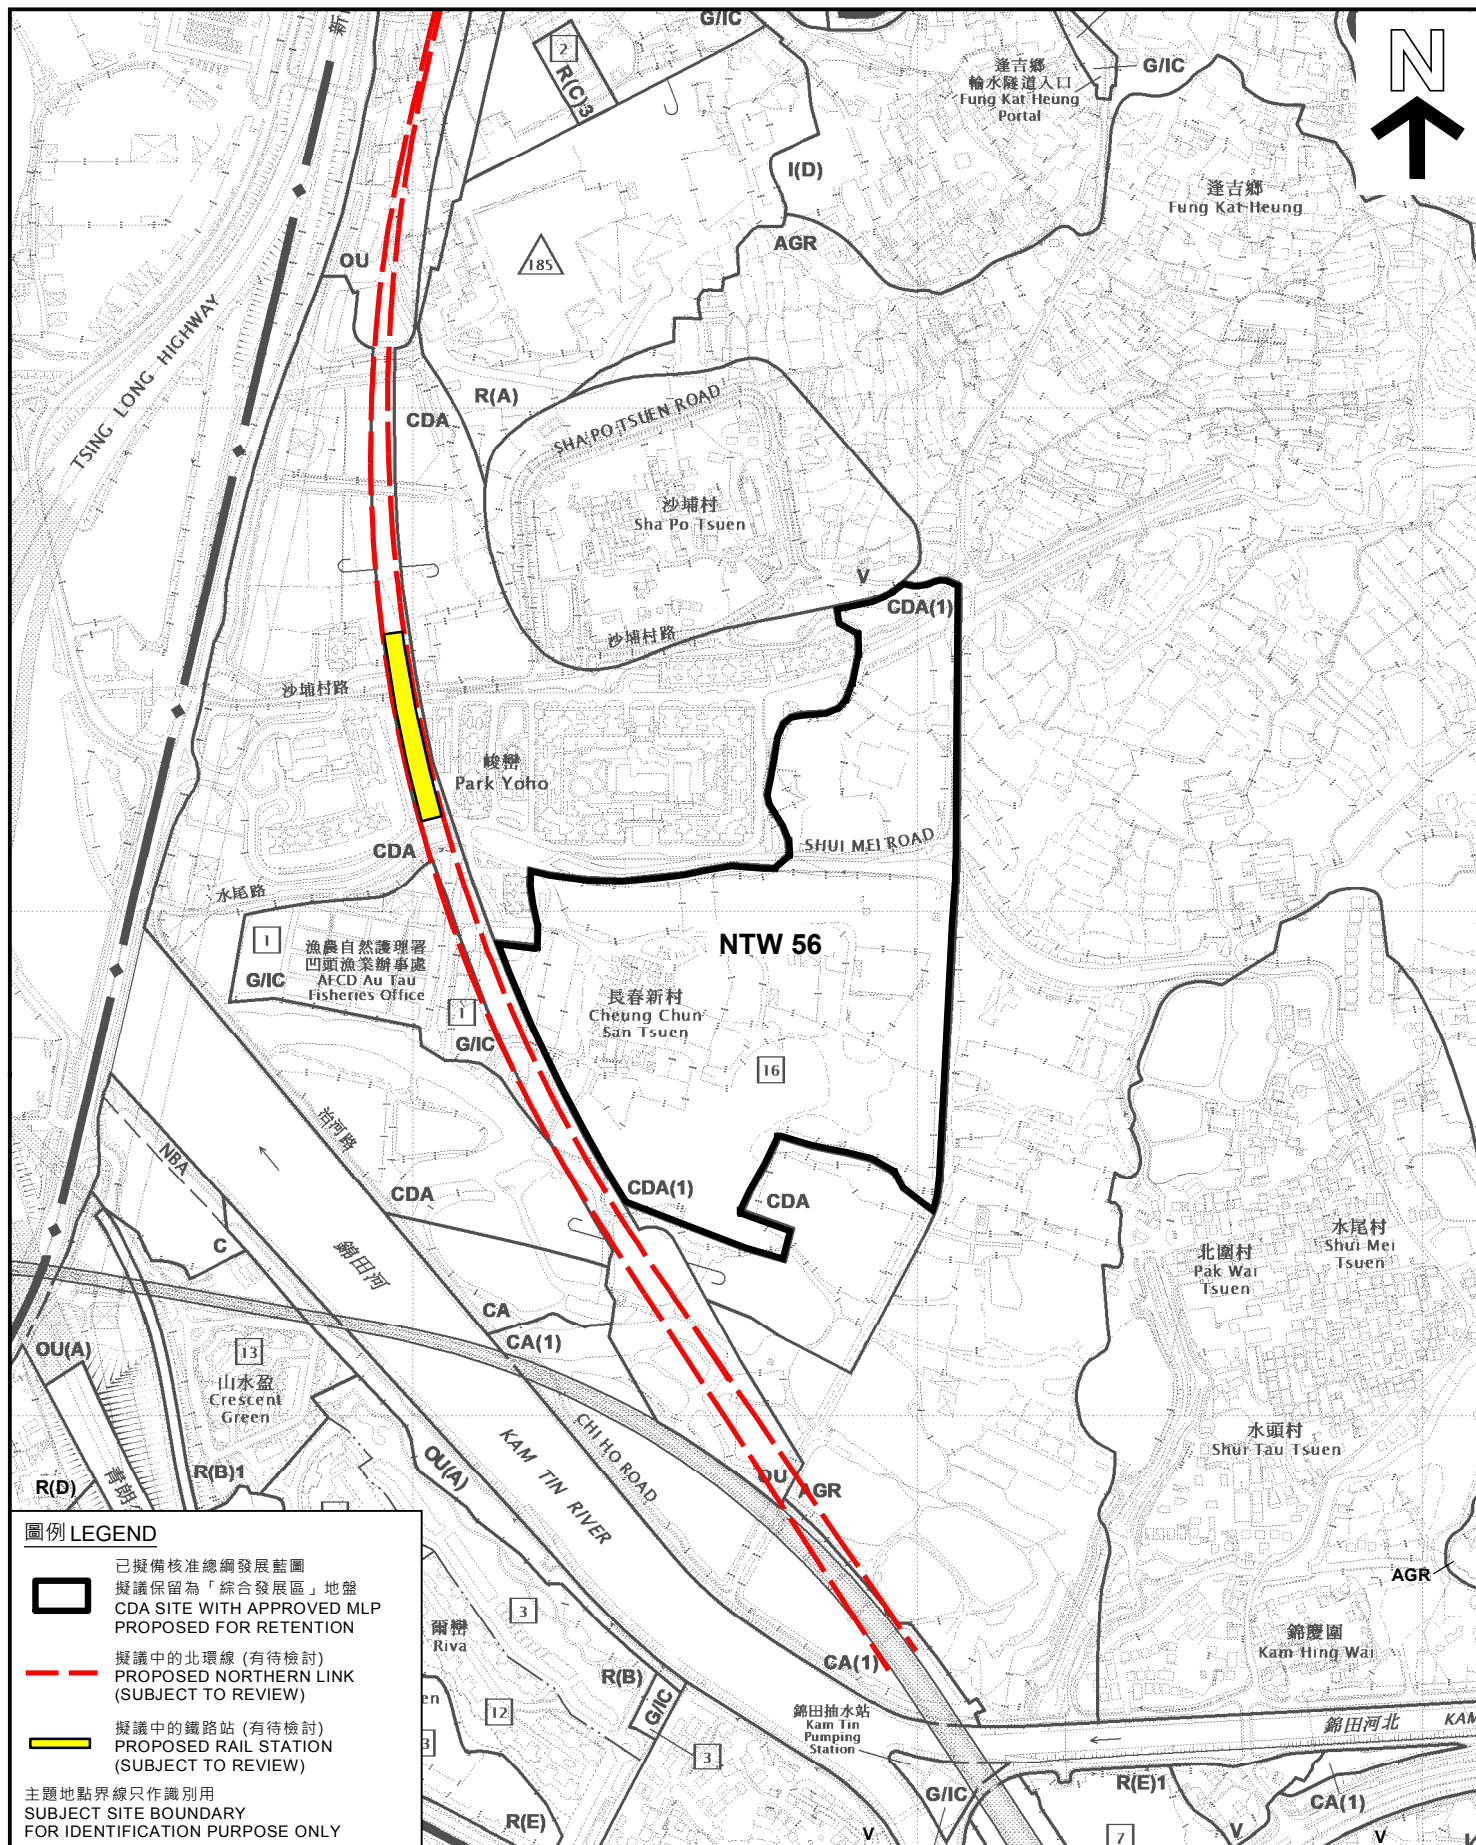 G/IC
新
2
R(C)3
逢吉鄉
輸水隧道入口
Fung Kat Heung
Portal
G/IC
N
I(D)
逢吉鄉
Fung Kat Heung
AGR
185
OU
TSING LONG HIGHWAY
R(A)
CDA
SHA PO TSUEN ROAD
沙埔村
Sha Po Tsuen
V
CDA(1)
沙埔村路
沙埔村路
峻巒
Park Yoho
SHUI MEI ROAD
CDA
水尾路
1
G/IC
漁農自然護理署
凹頭漁業辦事處
AFCD Au Tau
Fisheries Office
1
G/IC
NTW 56
長春新村
Cheung Chun
San Tsuen
16
治河路
NBA
CDA
CDA(1)
CDA
C
錦田河
水尾村
Shui Mei
Tsuen
北圍村
Pak Wai
Tsuen
CA
CA(1)
OU(A)
13
山水盈
Crescent
Green
水頭村
Shui Tau Tsuen
CHI HO ROAD
KAM TIN RIVER
OU(A)
R(B)1
R(D)
青朗
OU
AGR
AGR
3
爾巒
Riva
錦慶圍
Kam Hing Wai
R(B)
CA(1)
G/IC
12
3
en
3
錦田抽水站
Kam Tin
Pumping
Station
錦田河北
KAM
R(E)1
G/IC
CA(1)
R(E)
V
V
V
7
圖例 LEGEND
已擬備核准總綱發展藍圖
擬議保留為「綜合發展區」地盤
CDA SITE WITH APPROVED MLP
PROPOSED FOR RETENTION
擬議中的北環線 (有待檢討)
PROPOSED NORTHERN LINK
(SUBJECT TO REVIEW)
擬議中的鐵路站 (有待檢討)
PROPOSED RAIL STATION
(SUBJECT TO REVIEW)
主題地點界線只作識別用
SUBJECT SITE BOUNDARY
FOR IDENTIFICATION PURPOSE ONLY